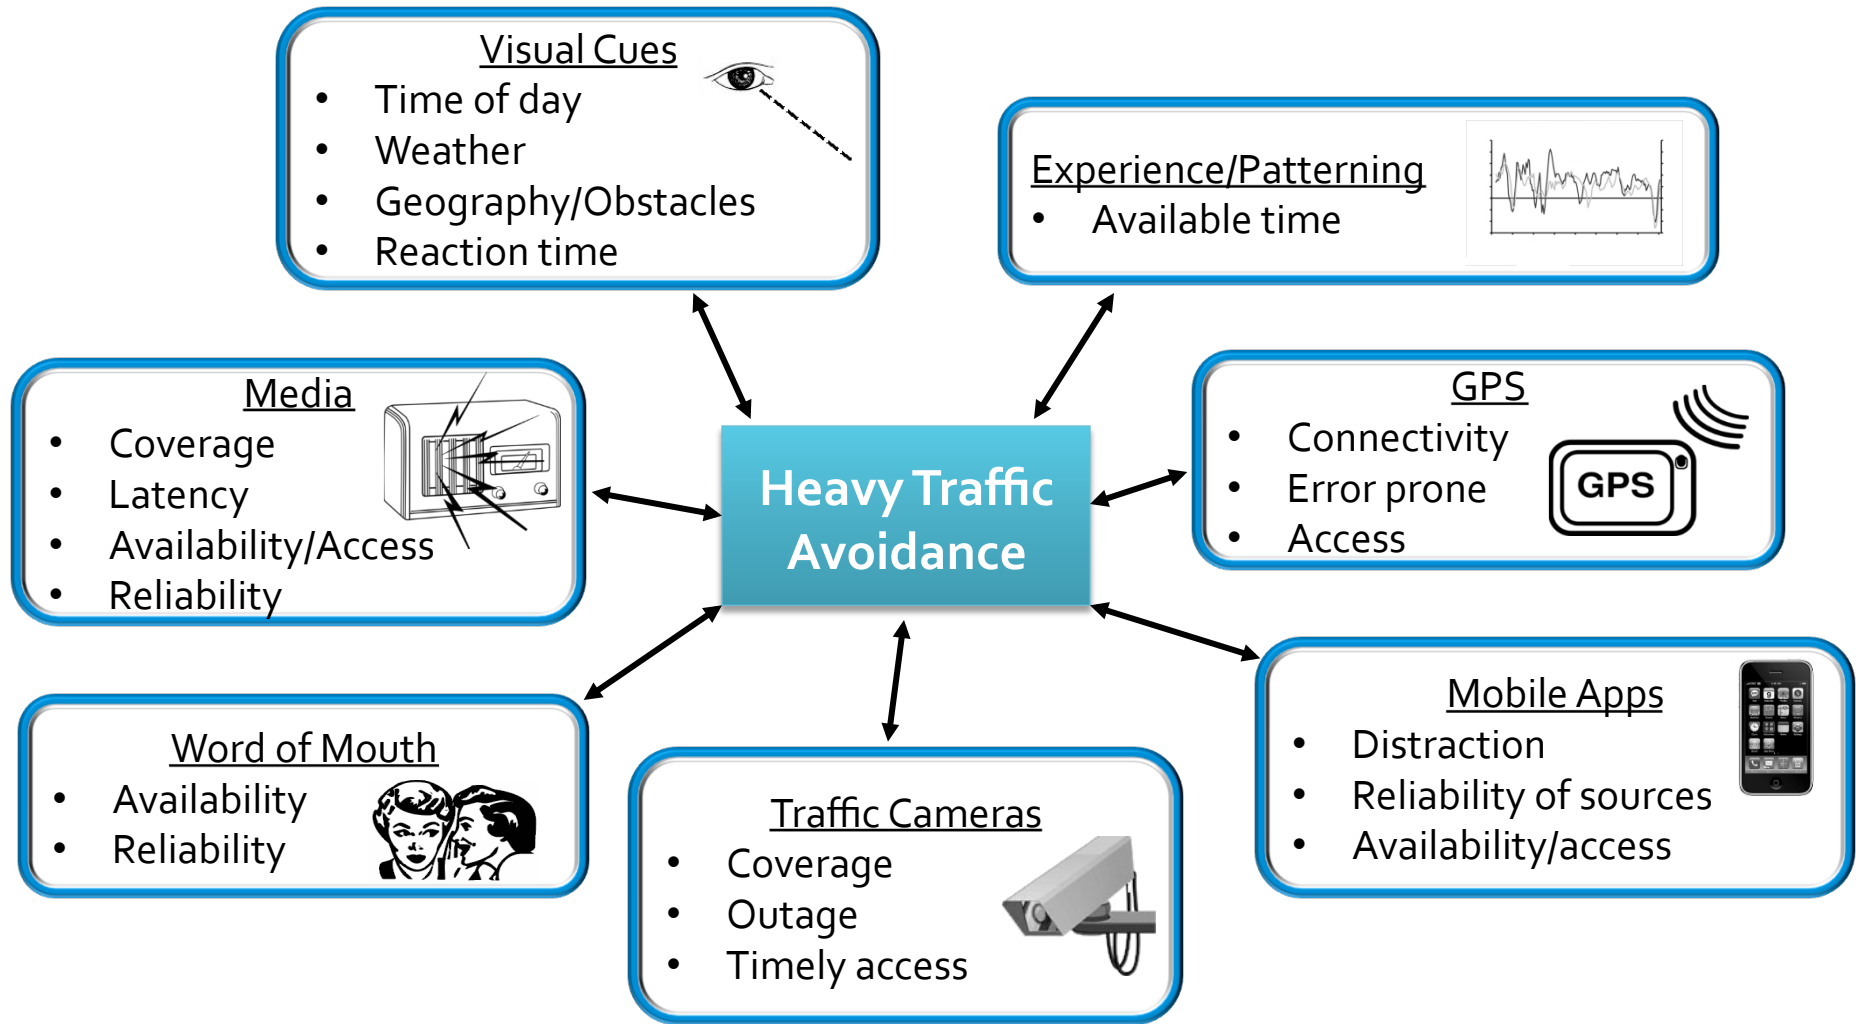 Visual Cues
• Time of day
• Weather
• Geography/Obstacles
• Reaction time
Experience/Patterning
• Available time
Media
• Coverage
• Latency
• Availability/Access
• Reliability
Heavy Traffic
Avoidance
GPS
• Connectivity
• Error prone
• Access
GPS
Word of Mouth
• Availability
• Reliability
Traffic Cameras
• Coverage
• Outage
• Timely access
Mobile Apps
• Distraction
• Reliability of sources
• Availability/access